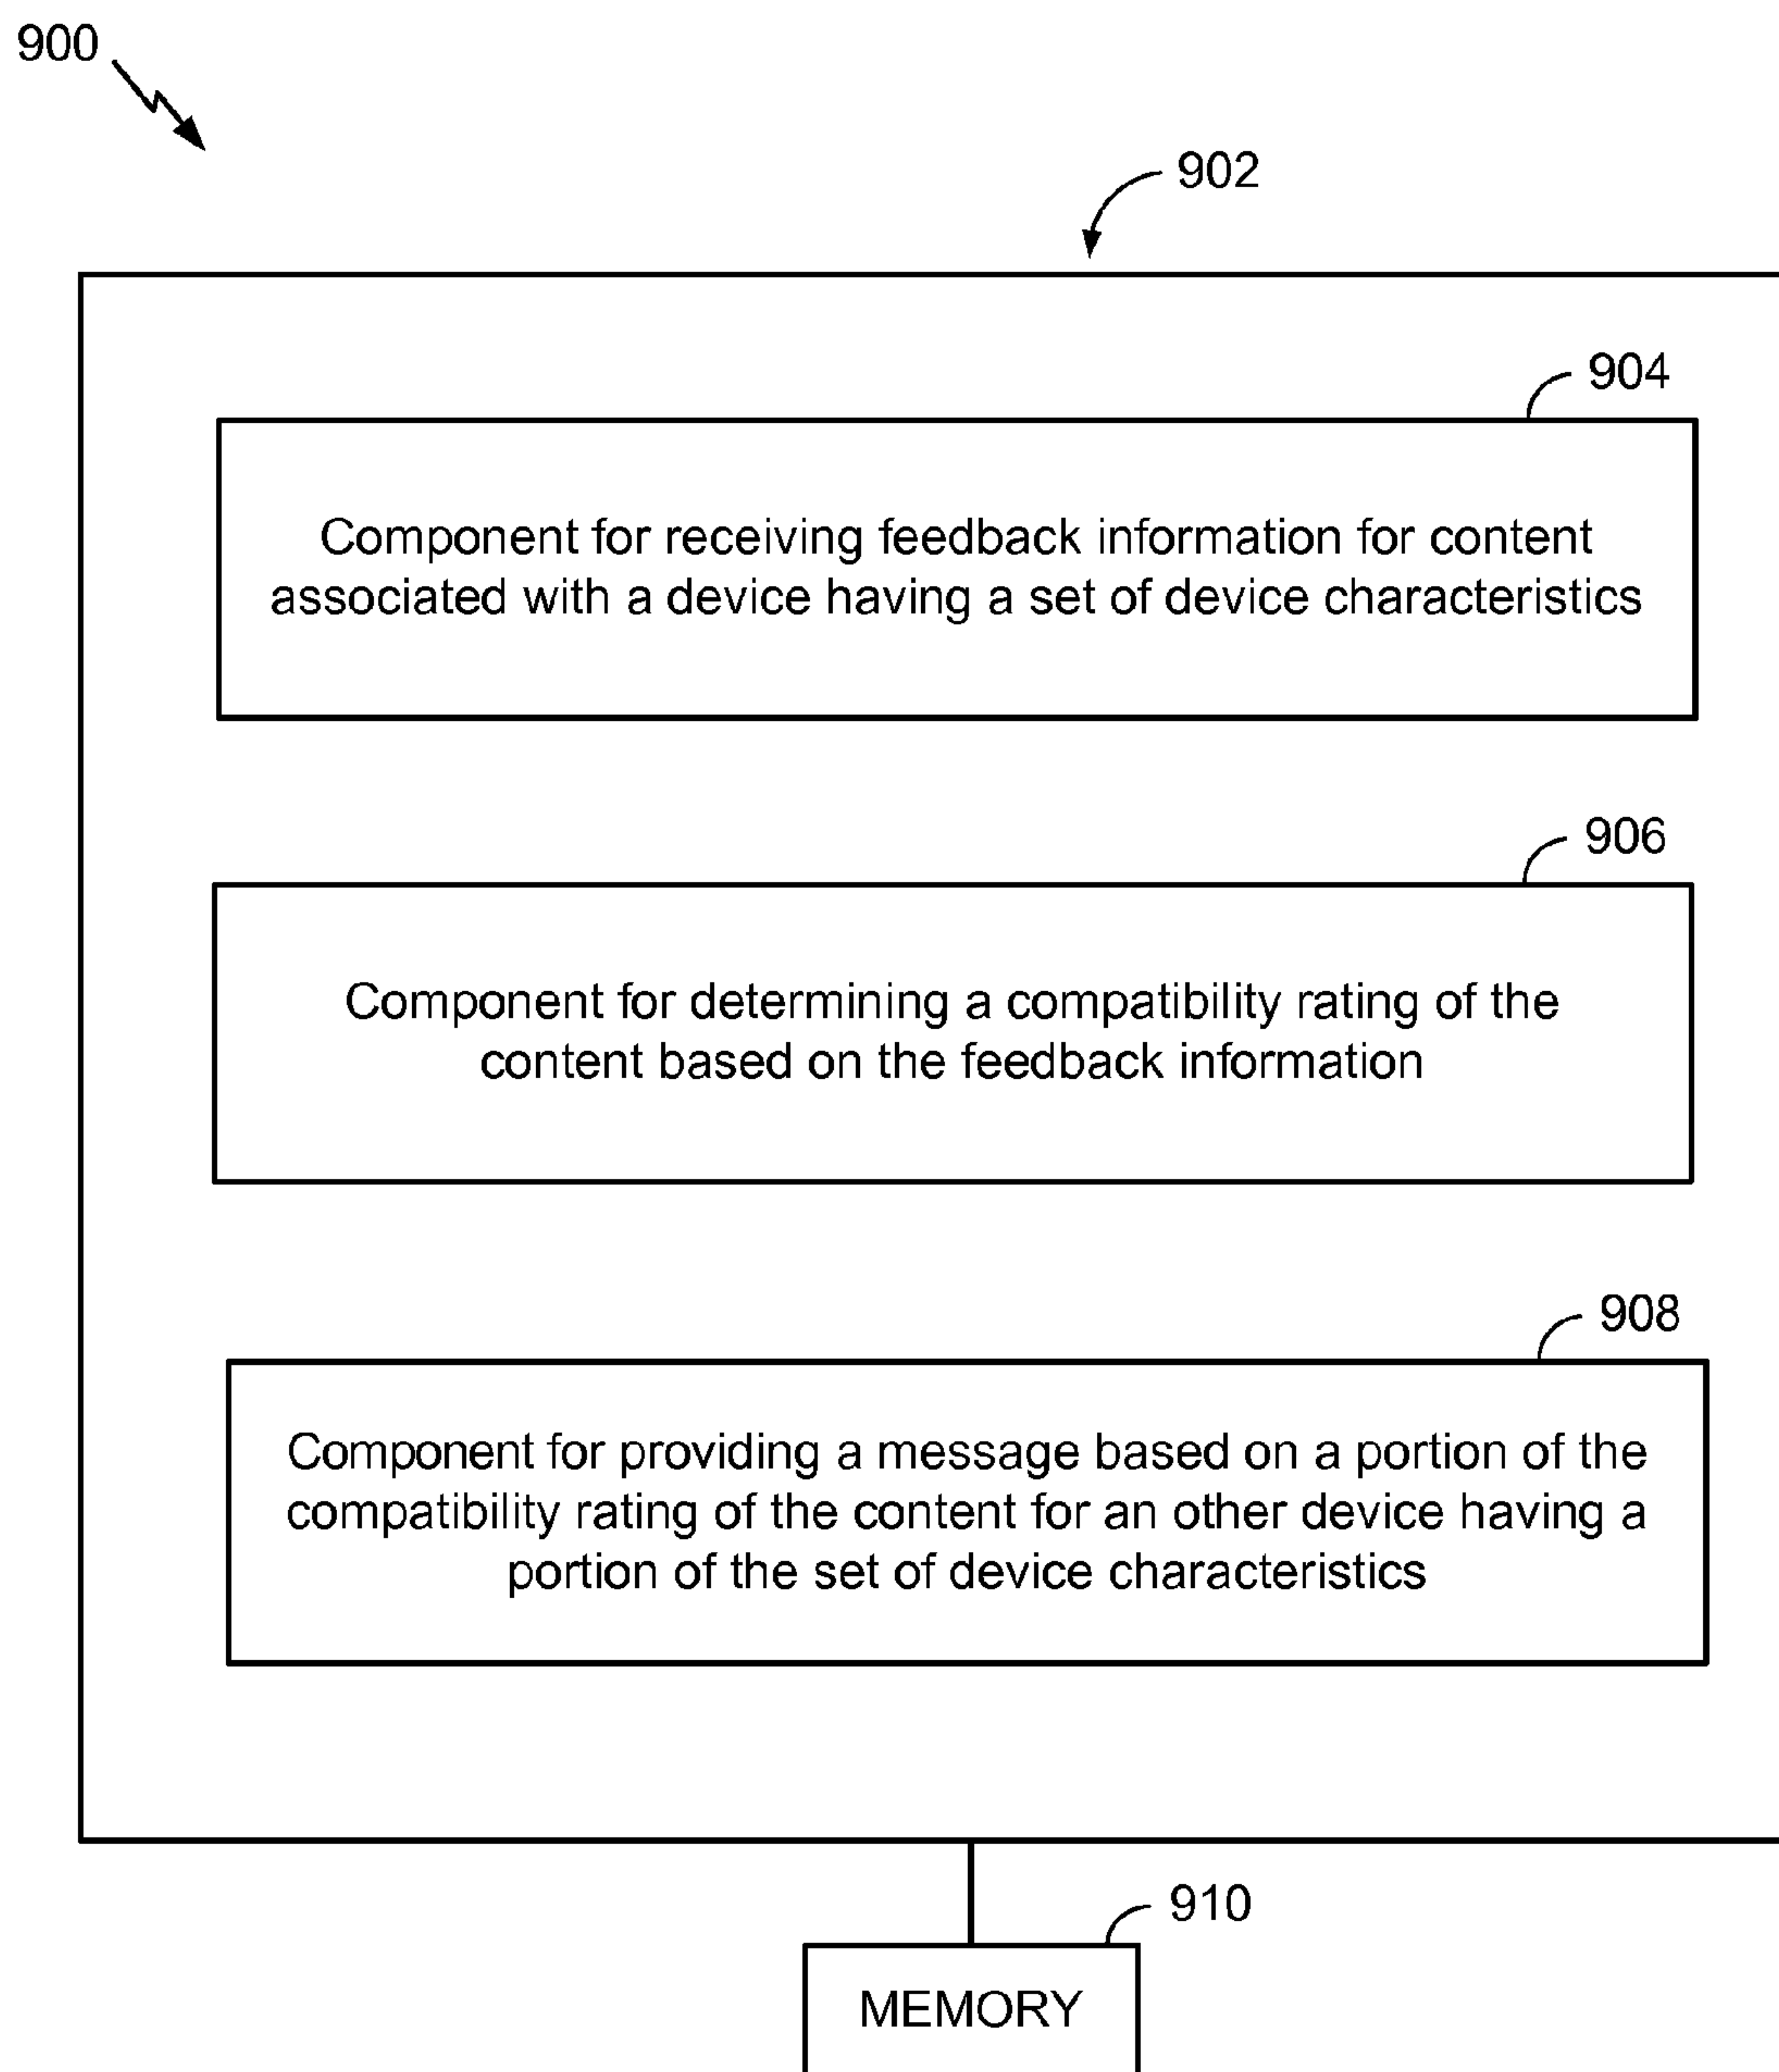 900
902
904
Component for receiving feedback information for content
associated with a device having a set of device characteristics
906
Component for determining a compatibility rating of the
content based on the feedback information
908
Component for providing a message based on a portion of the
compatibility rating of the content for an other device having a
portion of the set of device characteristics
910
MEMORY